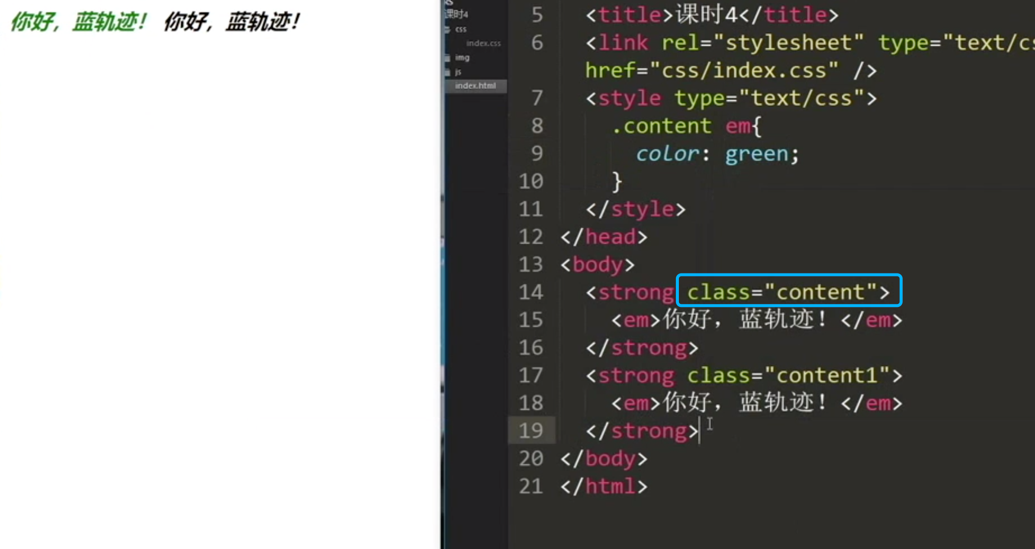 你好，蓝轨迹！ 你好，蓝轨迹！
课时4
css
index.css
img
js
index.html
5 <title>课时4</title>
6 <link rel="stylesheet" type="text/cs
href="css/index.css" />
7 <style type="text/css">
8 .content em{
9 color: green;
10 }
11 </style>
12 </head>
13 <body>
14 <strong class="content">
15 <em>你好，蓝轨迹！</em>
16 </strong>
17 <strong class="content1">
18 <em>你好，蓝轨迹！</em>
19 </strong>
20 </body>
21 </html>